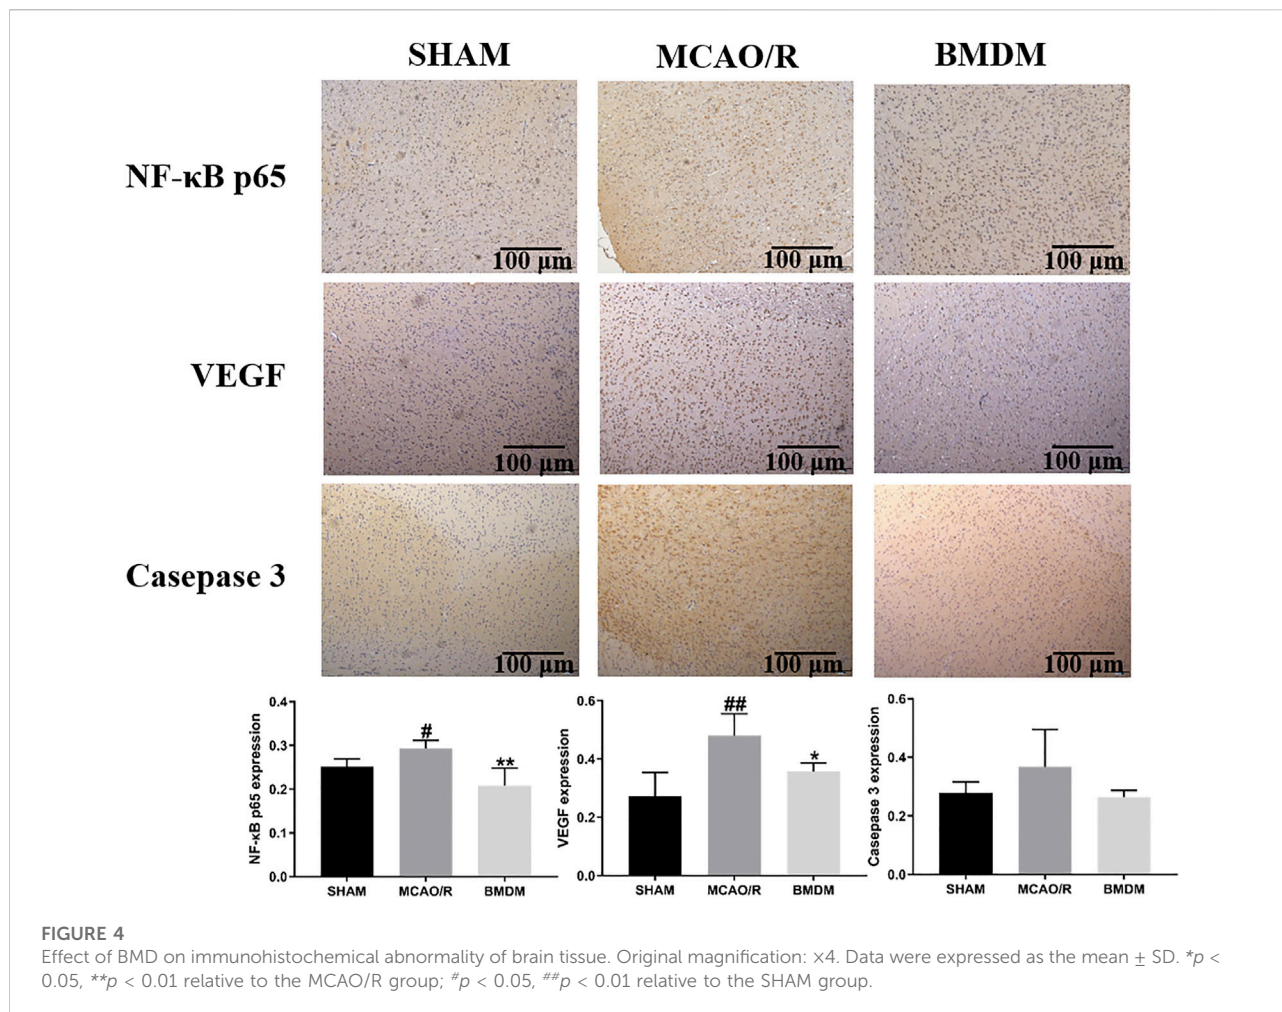 SHAM MCAO/R BMDM
NF-κB p65
100 μm 100 μm 100 μm
VEGF
100 μm 100 μm 100 μm
Casepase 3
100 μm 100 μm 100 μm
NF-κB p65 expression
0.4
0.3
0.2
0.1
0.0
#
**
SHAM MCAO/R BMDM
VEGF expression
0.6
0.4
0.2
0.0
##
*
SHAM MCAO/R BMDM
Casepase 3 expression
0.6
0.4
0.2
0.0
SHAM MCAO/R BMDM
FIGURE 4
Effect of BMD on immunohistochemical abnormality of brain tissue. Original magnification: ×4. Data were expressed as the mean ± SD. *p <
0.05, **p < 0.01 relative to the MCAO/R group; #p < 0.05, ##p < 0.01 relative to the SHAM group.